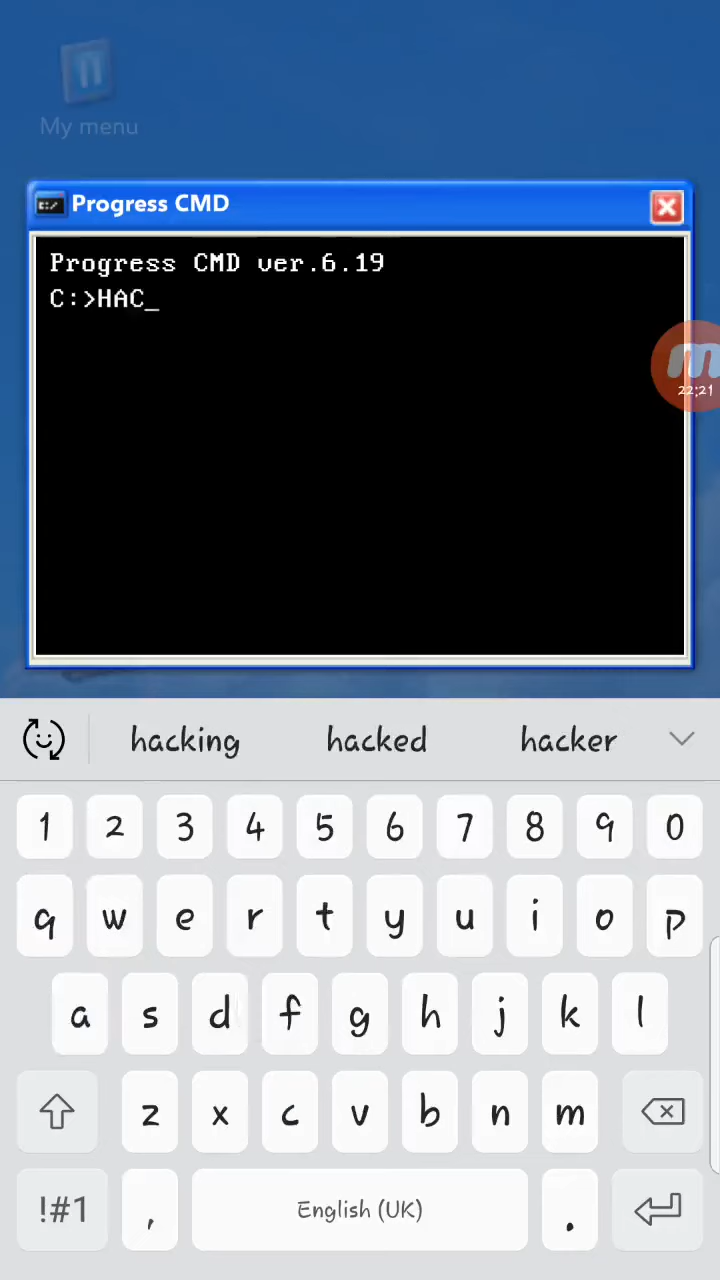 My menu
C:/ Progress CMD
Progress CMD ver.6.19
C:>HAC_
m
22:21
hacking hacked hacker
1 2 3 4 5 6 7 8 9 0
q w e r t y u i o p
a s d f g h j k l
z x c v b n m
!#1 , English (UK) .